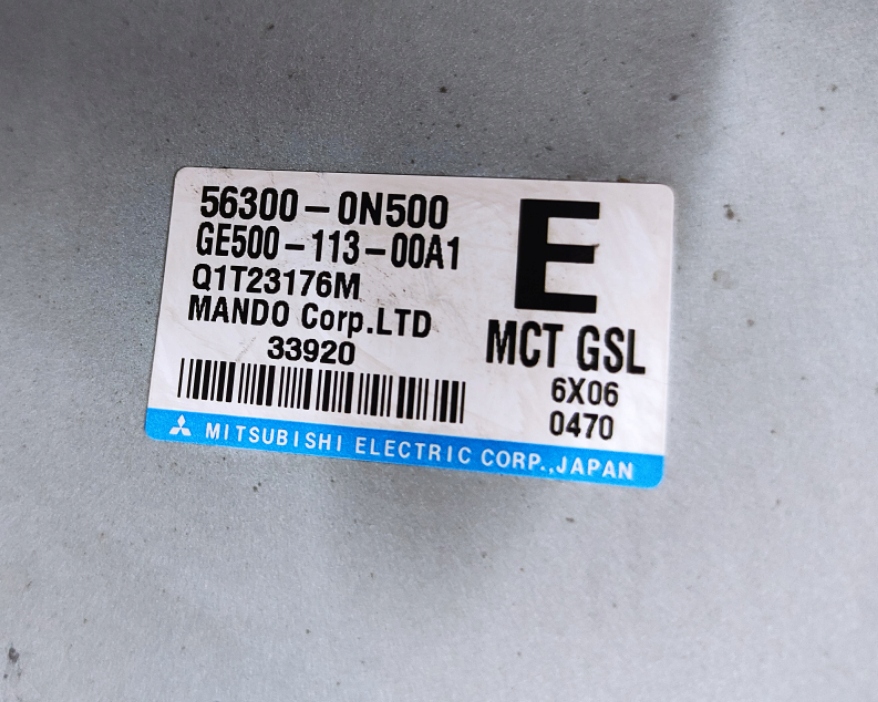 56300-0N500
GE500-113-00A1
Q1T23176M
MANDO Corp.LTD
33920
E
MCT GSL
6X06
0470
MITSUBISHI ELECTRIC CORP.,JAPAN